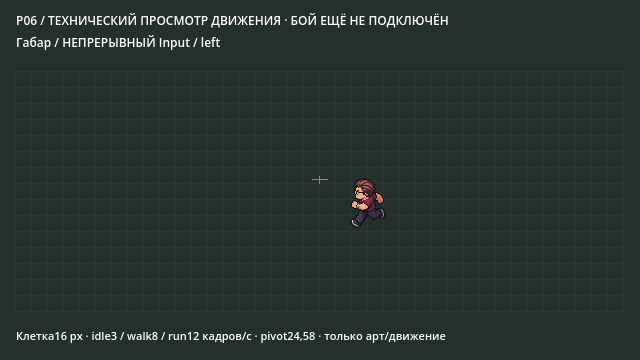 P06 / ТЕХНИЧЕСКИЙ ПРОСМОТР ДВИЖЕНИЯ · БОЙ ЕЩЁ НЕ ПОДКЛЮЧЁН
Габар / НЕПРЕРЫВНЫЙ Input / left
Клетка16 px · idle3 / walk8 / run12 кадров/с · pivot24,58 · только арт/движение